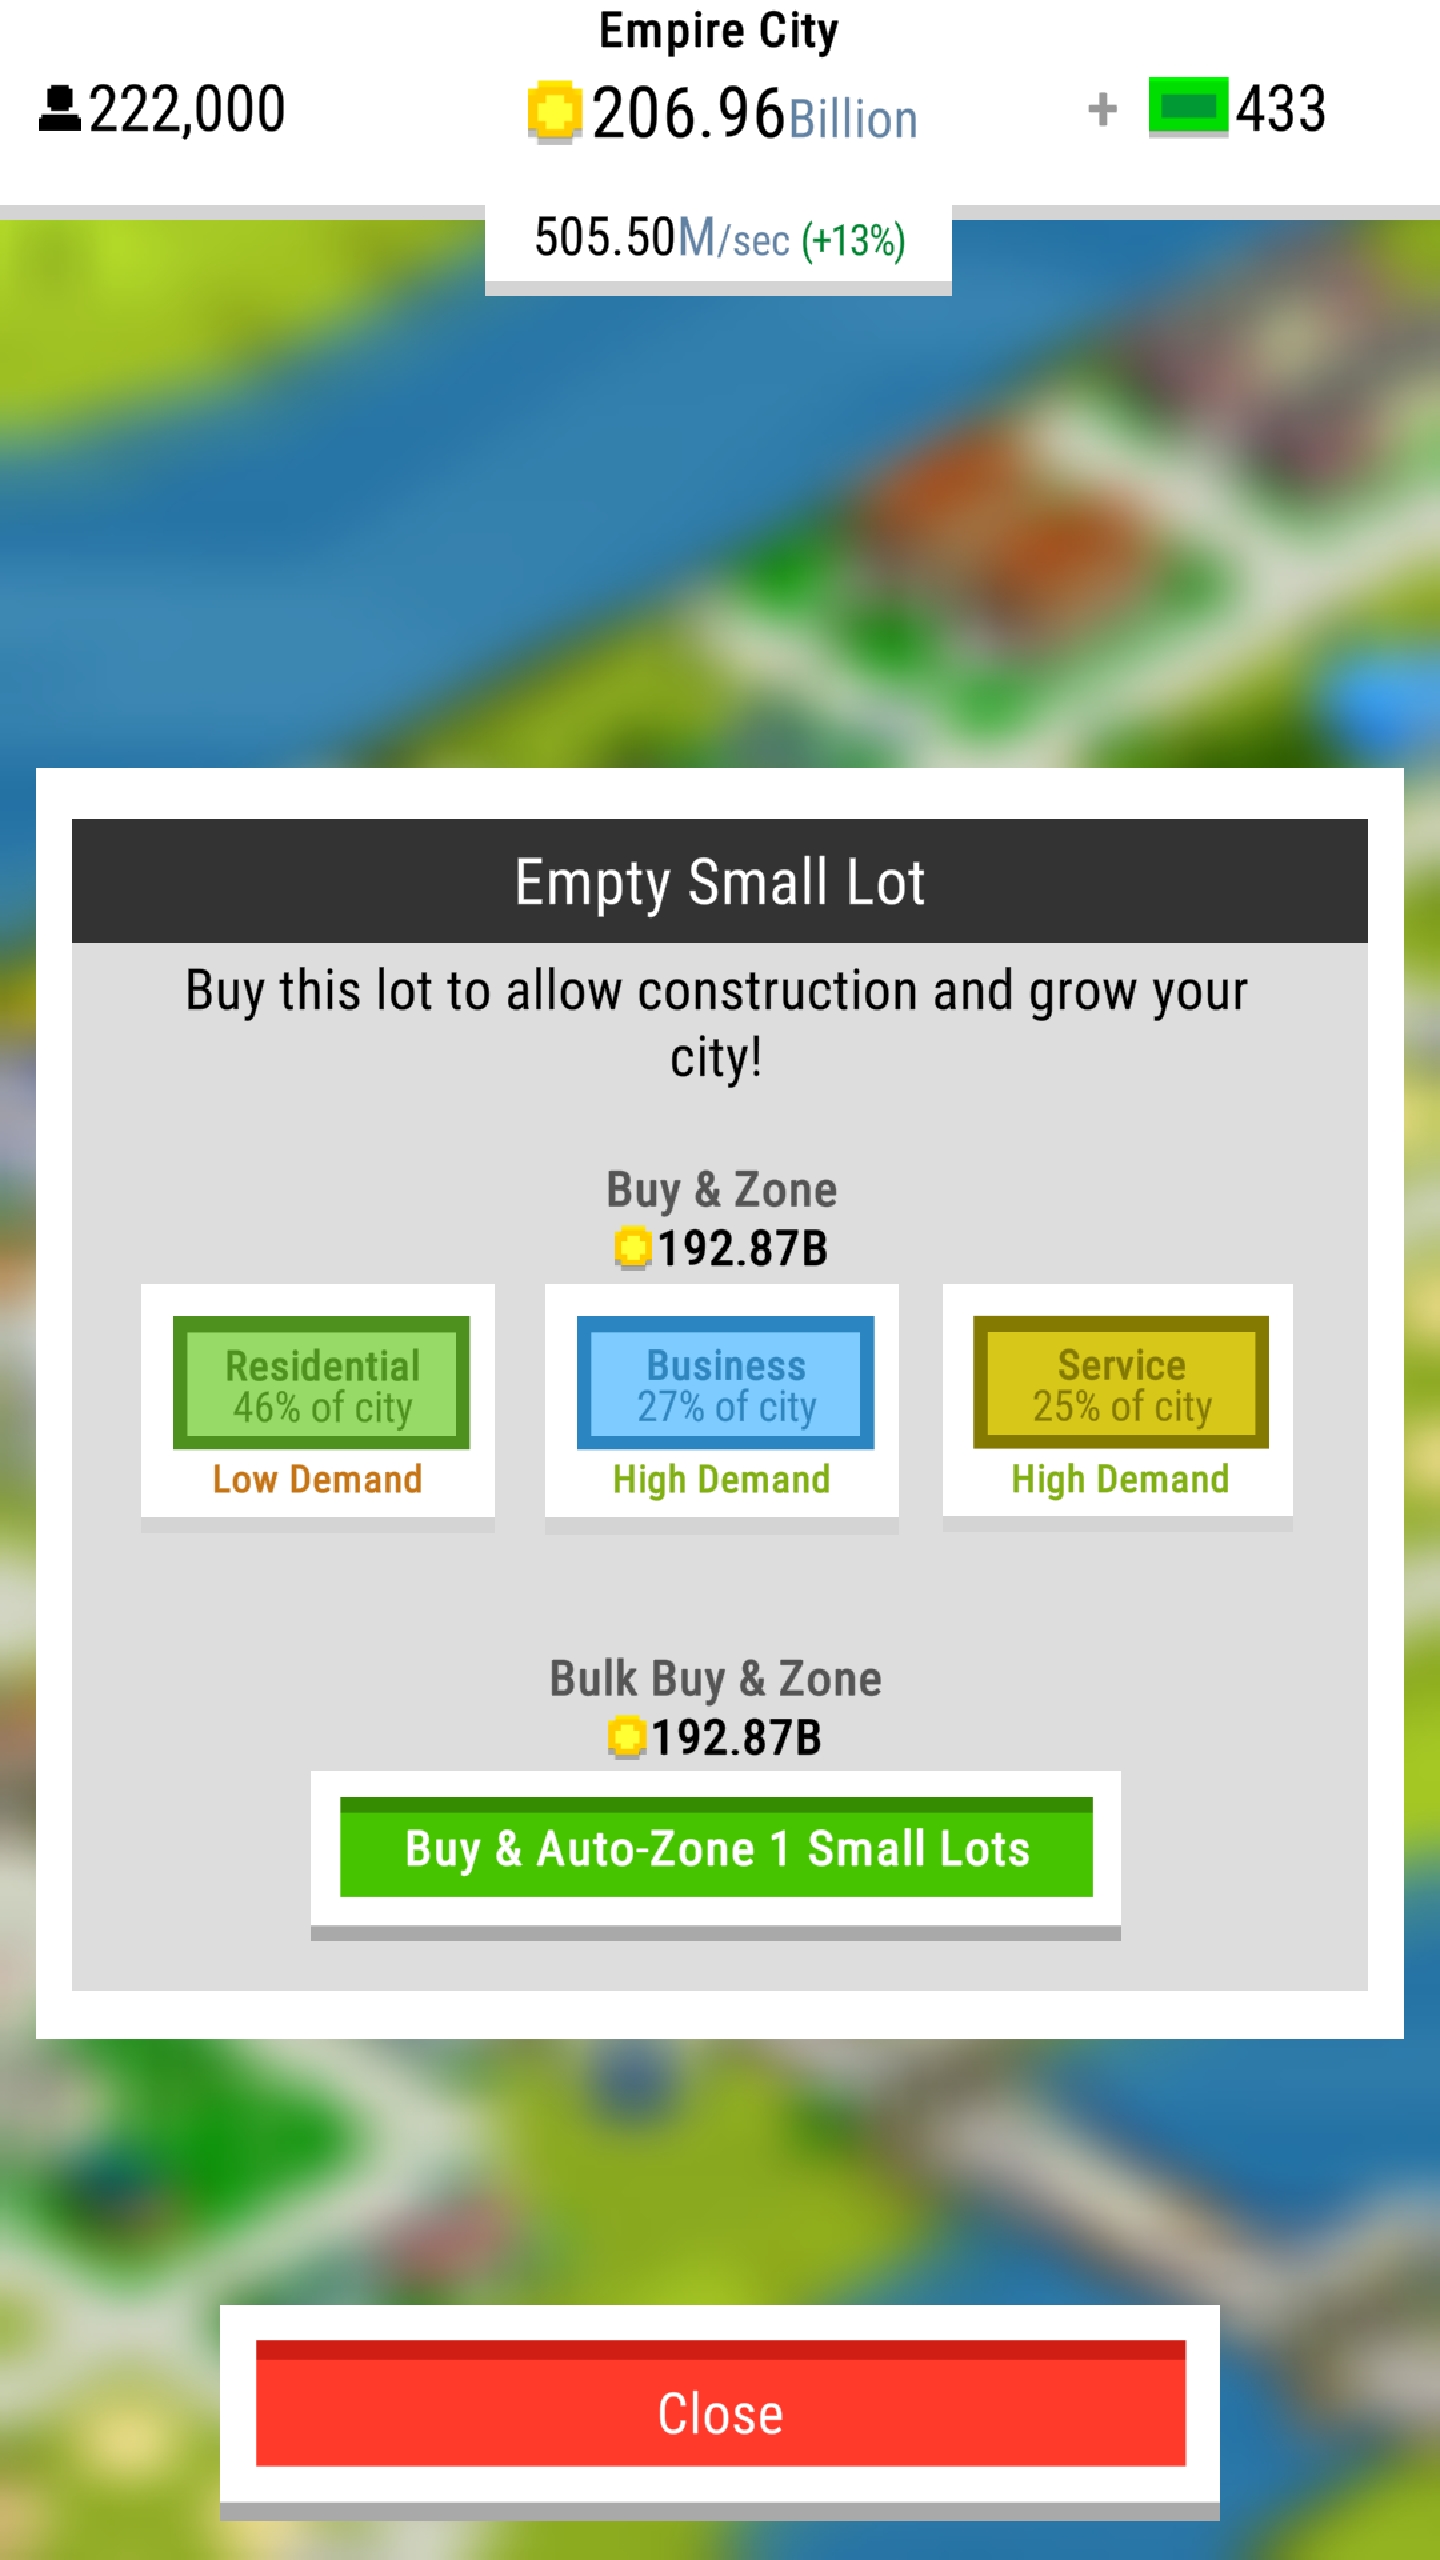 Empire City
222,000
206.96Billion
+ 433
505.50M/sec (+13%)
Empty Small Lot
Buy this lot to allow construction and grow your
city!
Buy & Zone
192.87B
Residential
46% of city
Low Demand
Business
27% of city
High Demand
Service
25% of city
High Demand
Bulk Buy & Zone
192.87B
Buy & Auto-Zone 1 Small Lots
Close